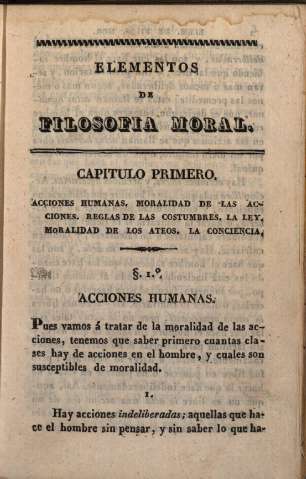 ELEMENTOS
DE
FILOSOFIA MORAL.
CAPITULO PRIMERO.
ACCIONES HUMANAS. MORALIDAD DE LAS AC-
CIONES. REGLAS DE LAS COSTUMBRES. LA LEY.
MORALIDAD DE LOS ATEOS. LA CONCIENCIA.
§. 1.º
ACCIONES HUMANAS.
Pues vamos á tratar de la moralidad de las ac-
ciones, tenemos que saber primero cuantas cla-
ses hay de acciones en el hombre, y cuales son
susceptibles de moralidad.
1.
Hay acciones indeliberadas; aquellas que ha-
ce el hombre sin pensar, y sin saber lo que ha-